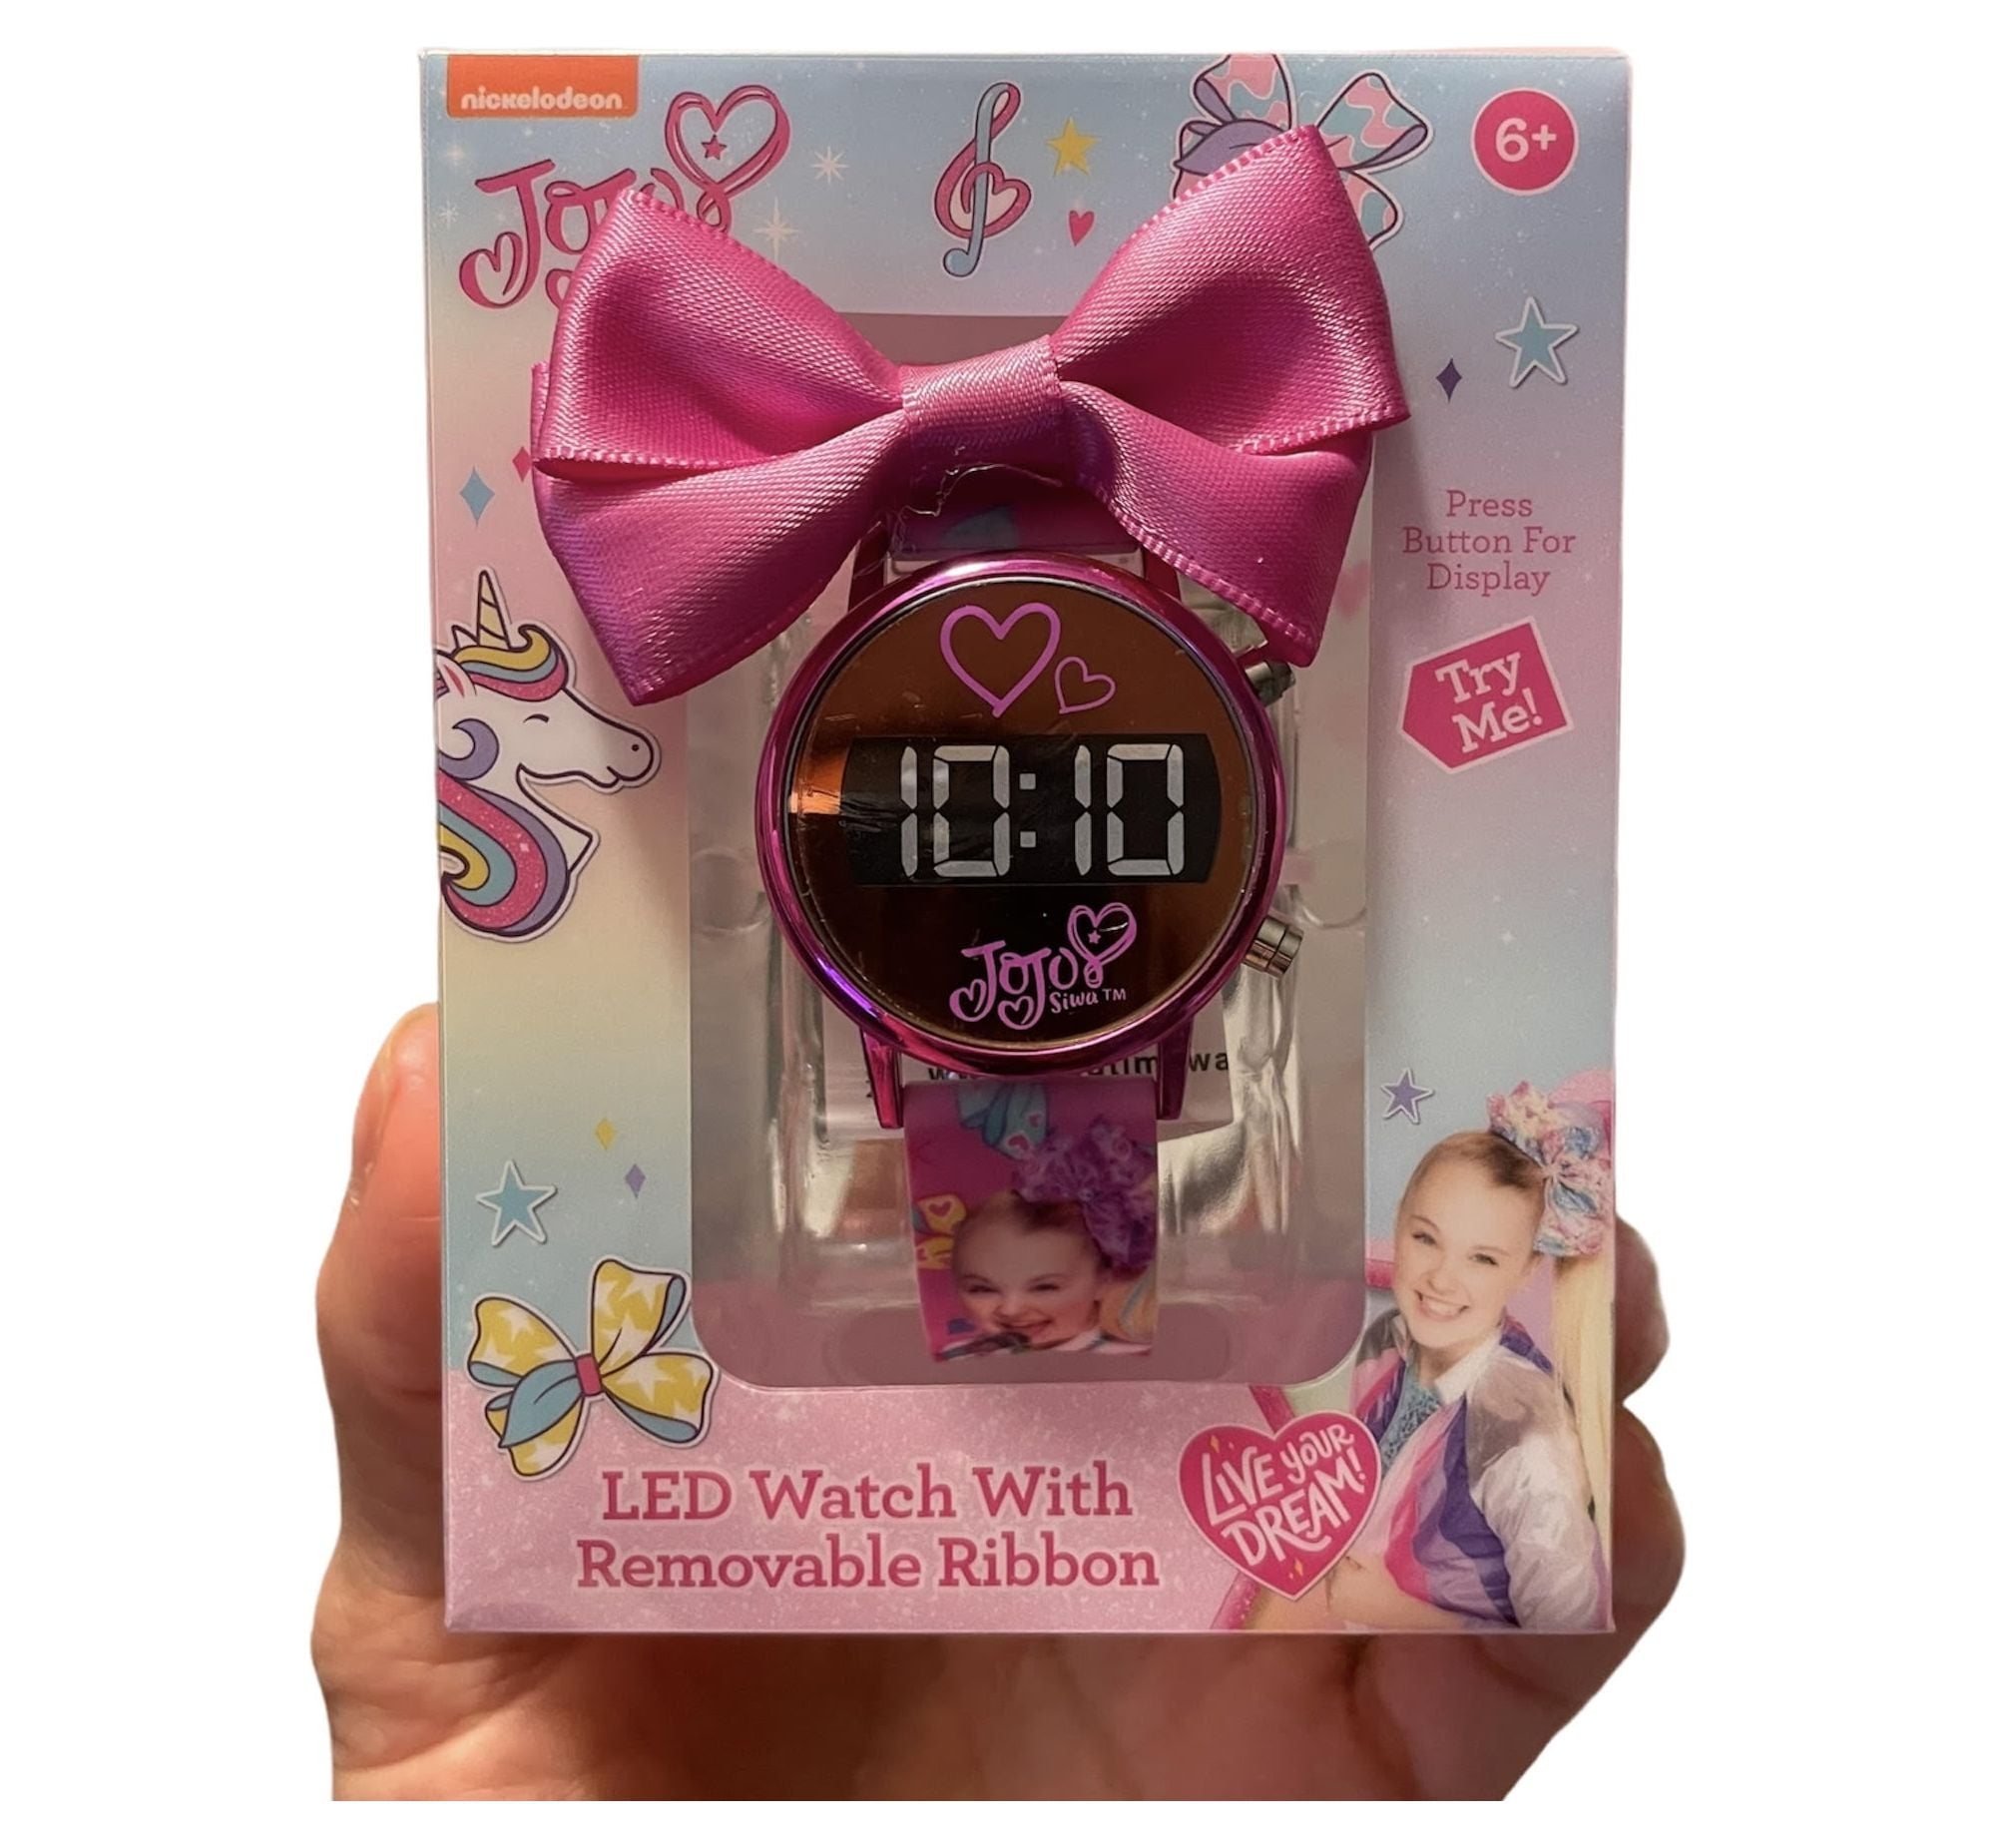 nickelodeon
JoJo
6+
Press
Button For
Display
Try
Me!
10:10
JoJo
Siwa™
LED Watch With
Removable Ribbon
LIVE YOUR
DREAM!